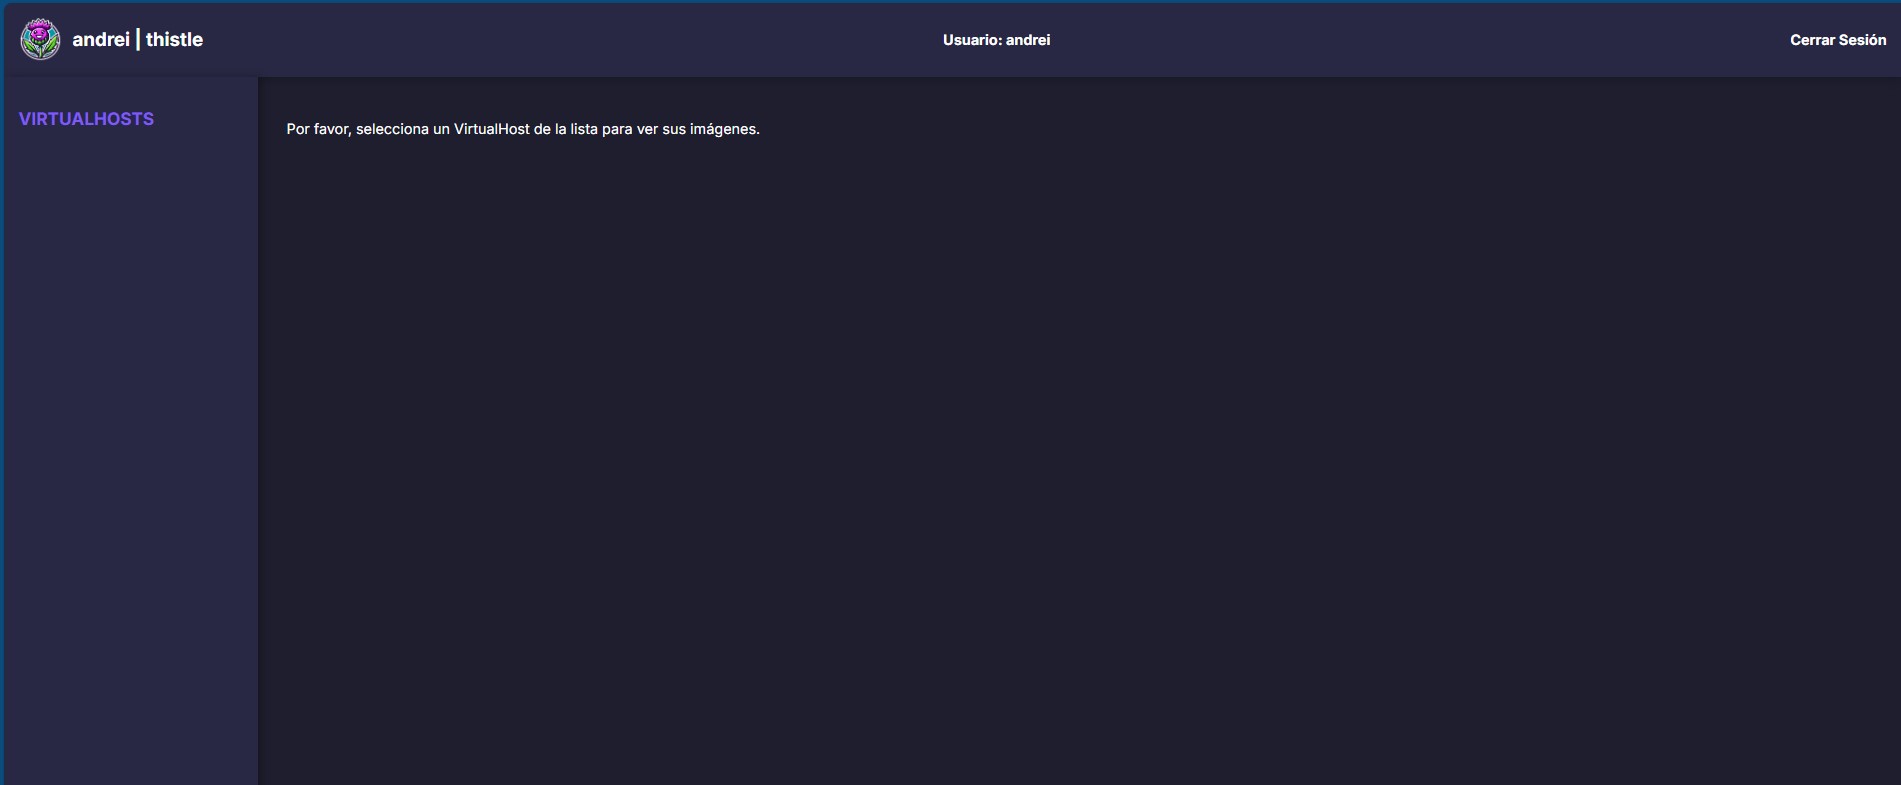 andrei | thistle
Usuario: andrei
Cerrar Sesión
VIRTUALHOSTS
Por favor, selecciona un VirtualHost de la lista para ver sus imágenes.